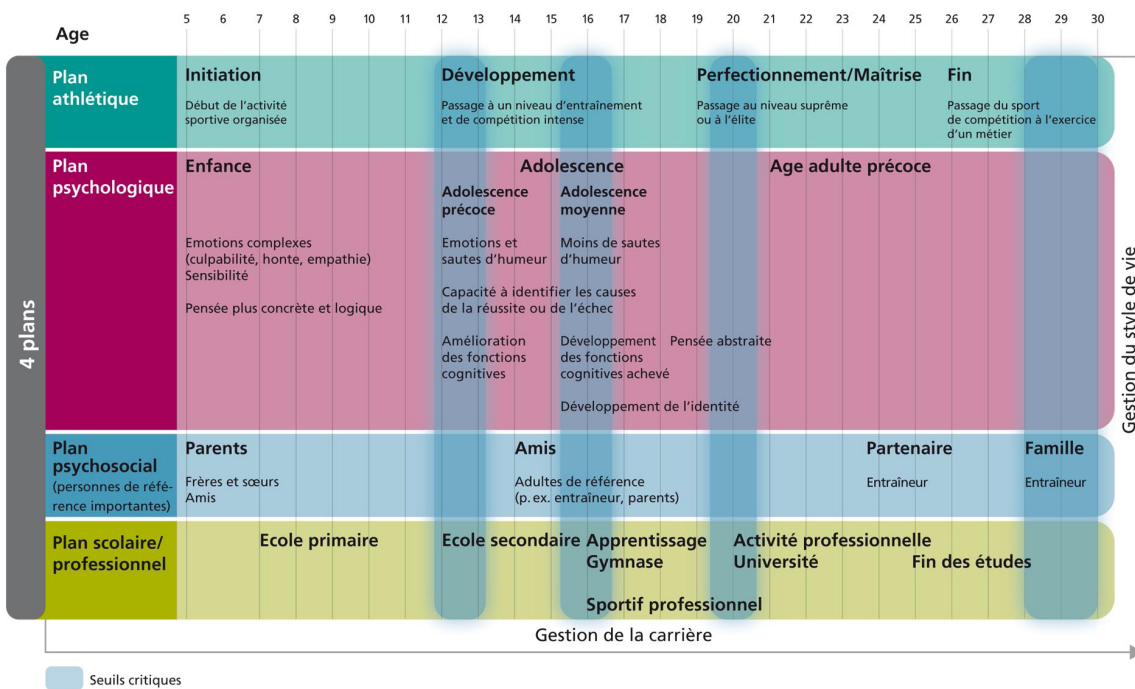 Age
5 6 7 8 9 10 11 12 13 14 15 16 17 18 19 20 21 22 23 24 25 26 27 28 29 30
4 plans
Plan
athlétique
Initiation
Début de l'activité
sportive organisée
Développement
Passage à un niveau d'entraînement
et de compétition intense
Perfectionnement/Maîtrise
Passage au niveau suprême
ou à l'élite
Fin
Passage du sport
de compétition à l'exercice
d'un métier
Plan
psychologique
Enfance
Emotions complexes
(culpabilité, honte, empathie)
Sensibilité
Pensée plus concrète et logique
Adolescence
Adolescence
précoce
Adolescence
moyenne
Emotions et
sautes d'humeur
Moins de sautes
d'humeur
Capacité à identifier les causes
de la réussite ou de l'échec
Amélioration
des fonctions
cognitives
Développement
des fonctions
cognitives achevé
Pensée abstraite
Développement de l'identité
Age adulte précoce
Plan
psychosocial
(personnes de réfé-
rence importantes)
Parents
Frères et sœurs
Amis
Amis
Adultes de référence
(p. ex. entraîneur, parents)
Partenaire
Entraîneur
Famille
Entraîneur
Plan scolaire/
professionnel
Ecole primaire
Ecole secondaire
Apprentissage
Gymnase
Sportif professionnel
Activité professionnelle
Université
Fin des études
Gestion du style de vie
Gestion de la carrière
Seuils critiques